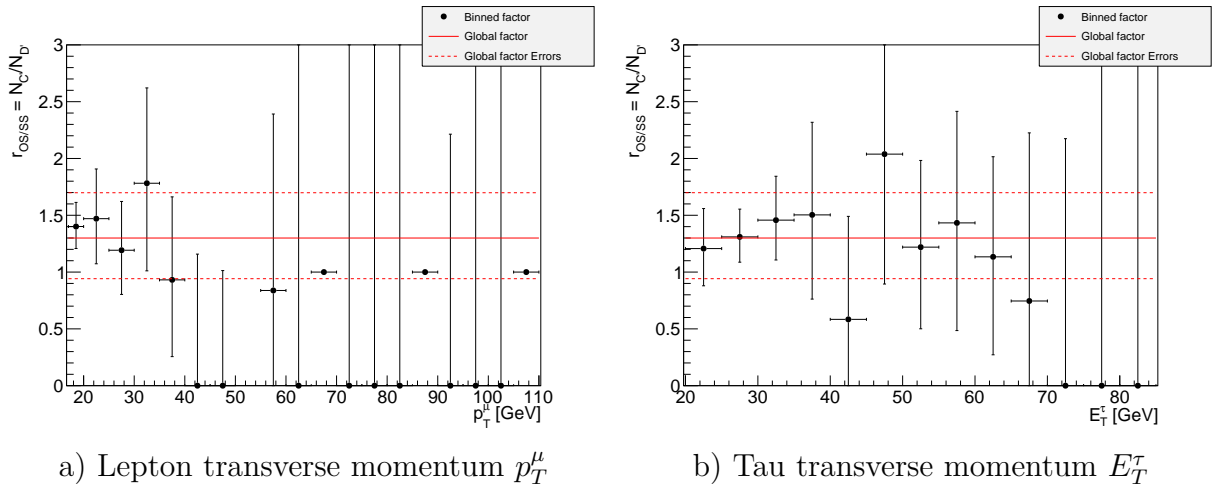 Binned factor
Global factor
Global factor Errors
r_OS/SS = N_C/N_D'
3
2.5
2
1.5
1
0.5
0
20 30 40 50 60 70 80 90 100 110
p_T^μ [GeV]
a) Lepton transverse momentum p_T^μ
Binned factor
Global factor
Global factor Errors
r_OS/SS = N_C/N_D'
3
2.5
2
1.5
1
0.5
0
20 30 40 50 60 70 80
E_T^τ [GeV]
b) Tau transverse momentum E_T^τ